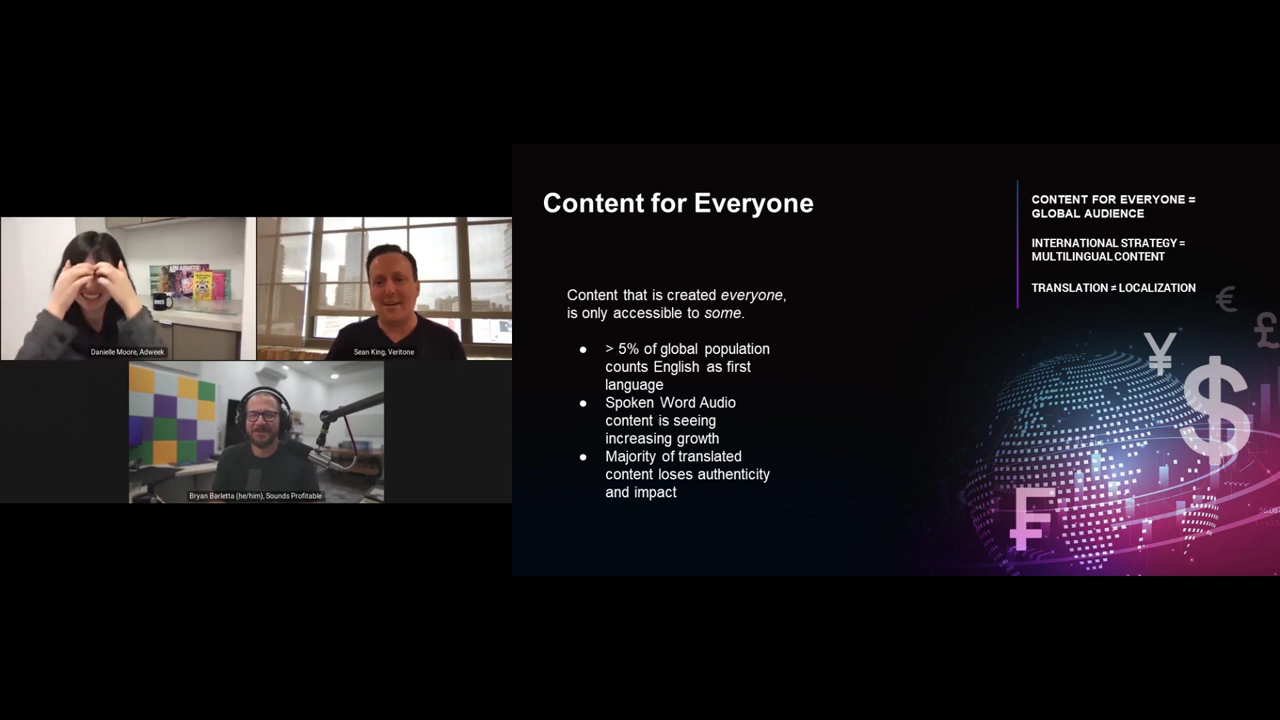 Danielle Moore, Adweek
Sean King, Veritone
Bryan Barletta (he/him), Sounds Profitable
Content for Everyone
Content that is created everyone,
is only accessible to some.
● > 5% of global population
counts English as first
language
● Spoken Word Audio
content is seeing
increasing growth
● Majority of translated
content loses authenticity
and impact
CONTENT FOR EVERYONE =
GLOBAL AUDIENCE
INTERNATIONAL STRATEGY =
MULTILINGUAL CONTENT
TRANSLATION ≠ LOCALIZATION
€
£
¥
$
₣